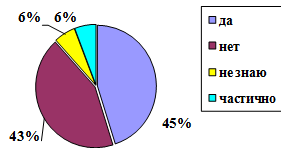 6% 6%
да
нет
не знаю
частично
43%
45%